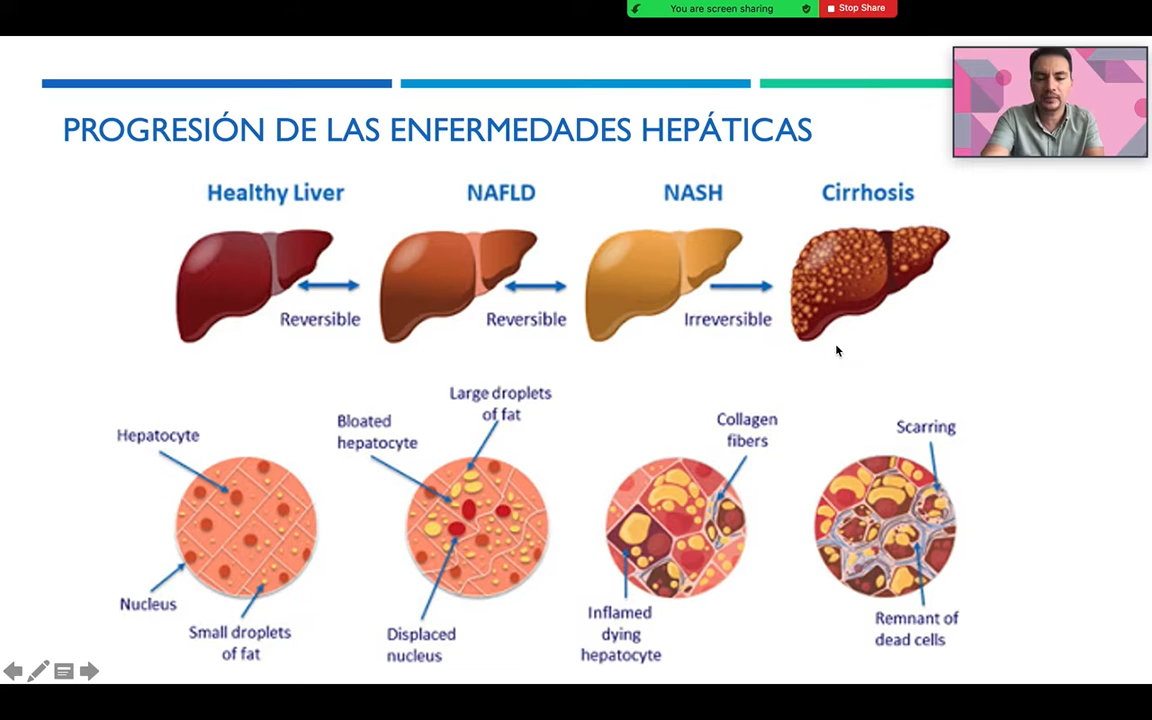 You are screen sharing
Stop Share
PROGRESIÓN DE LAS ENFERMEDADES HEPÁTICAS
Healthy Liver
NAFLD
NASH
Cirrhosis
Reversible
Reversible
Irreversible
Hepatocyte
Bloated
hepatocyte
Large droplets
of fat
Collagen
fibers
Scarring
Nucleus
Small droplets
of fat
Displaced
nucleus
Inflamed
dying
hepatocyte
Remnant of
dead cells